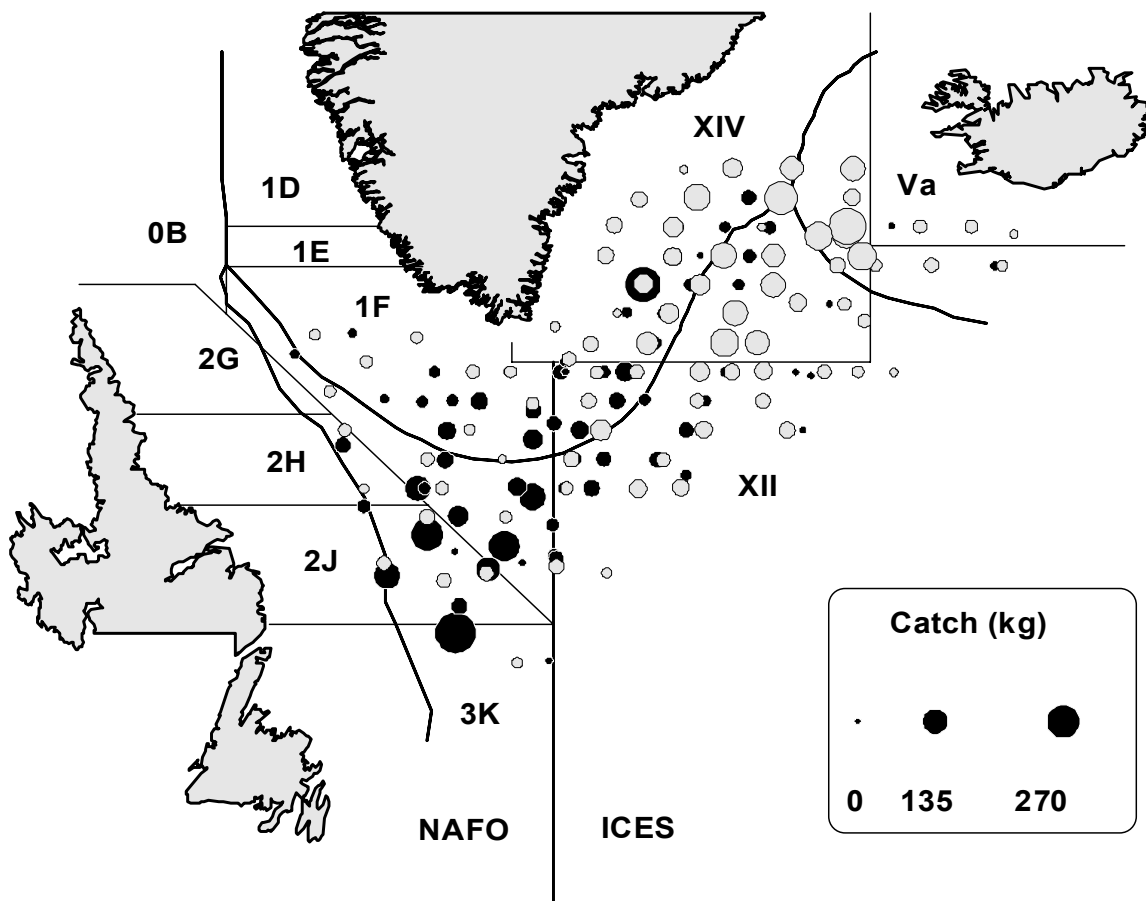 XIV
1D
Va
0B
1E
1F
2G
2H
XII
2J
Catch (kg)
3K
0 135 270
NAFO ICES